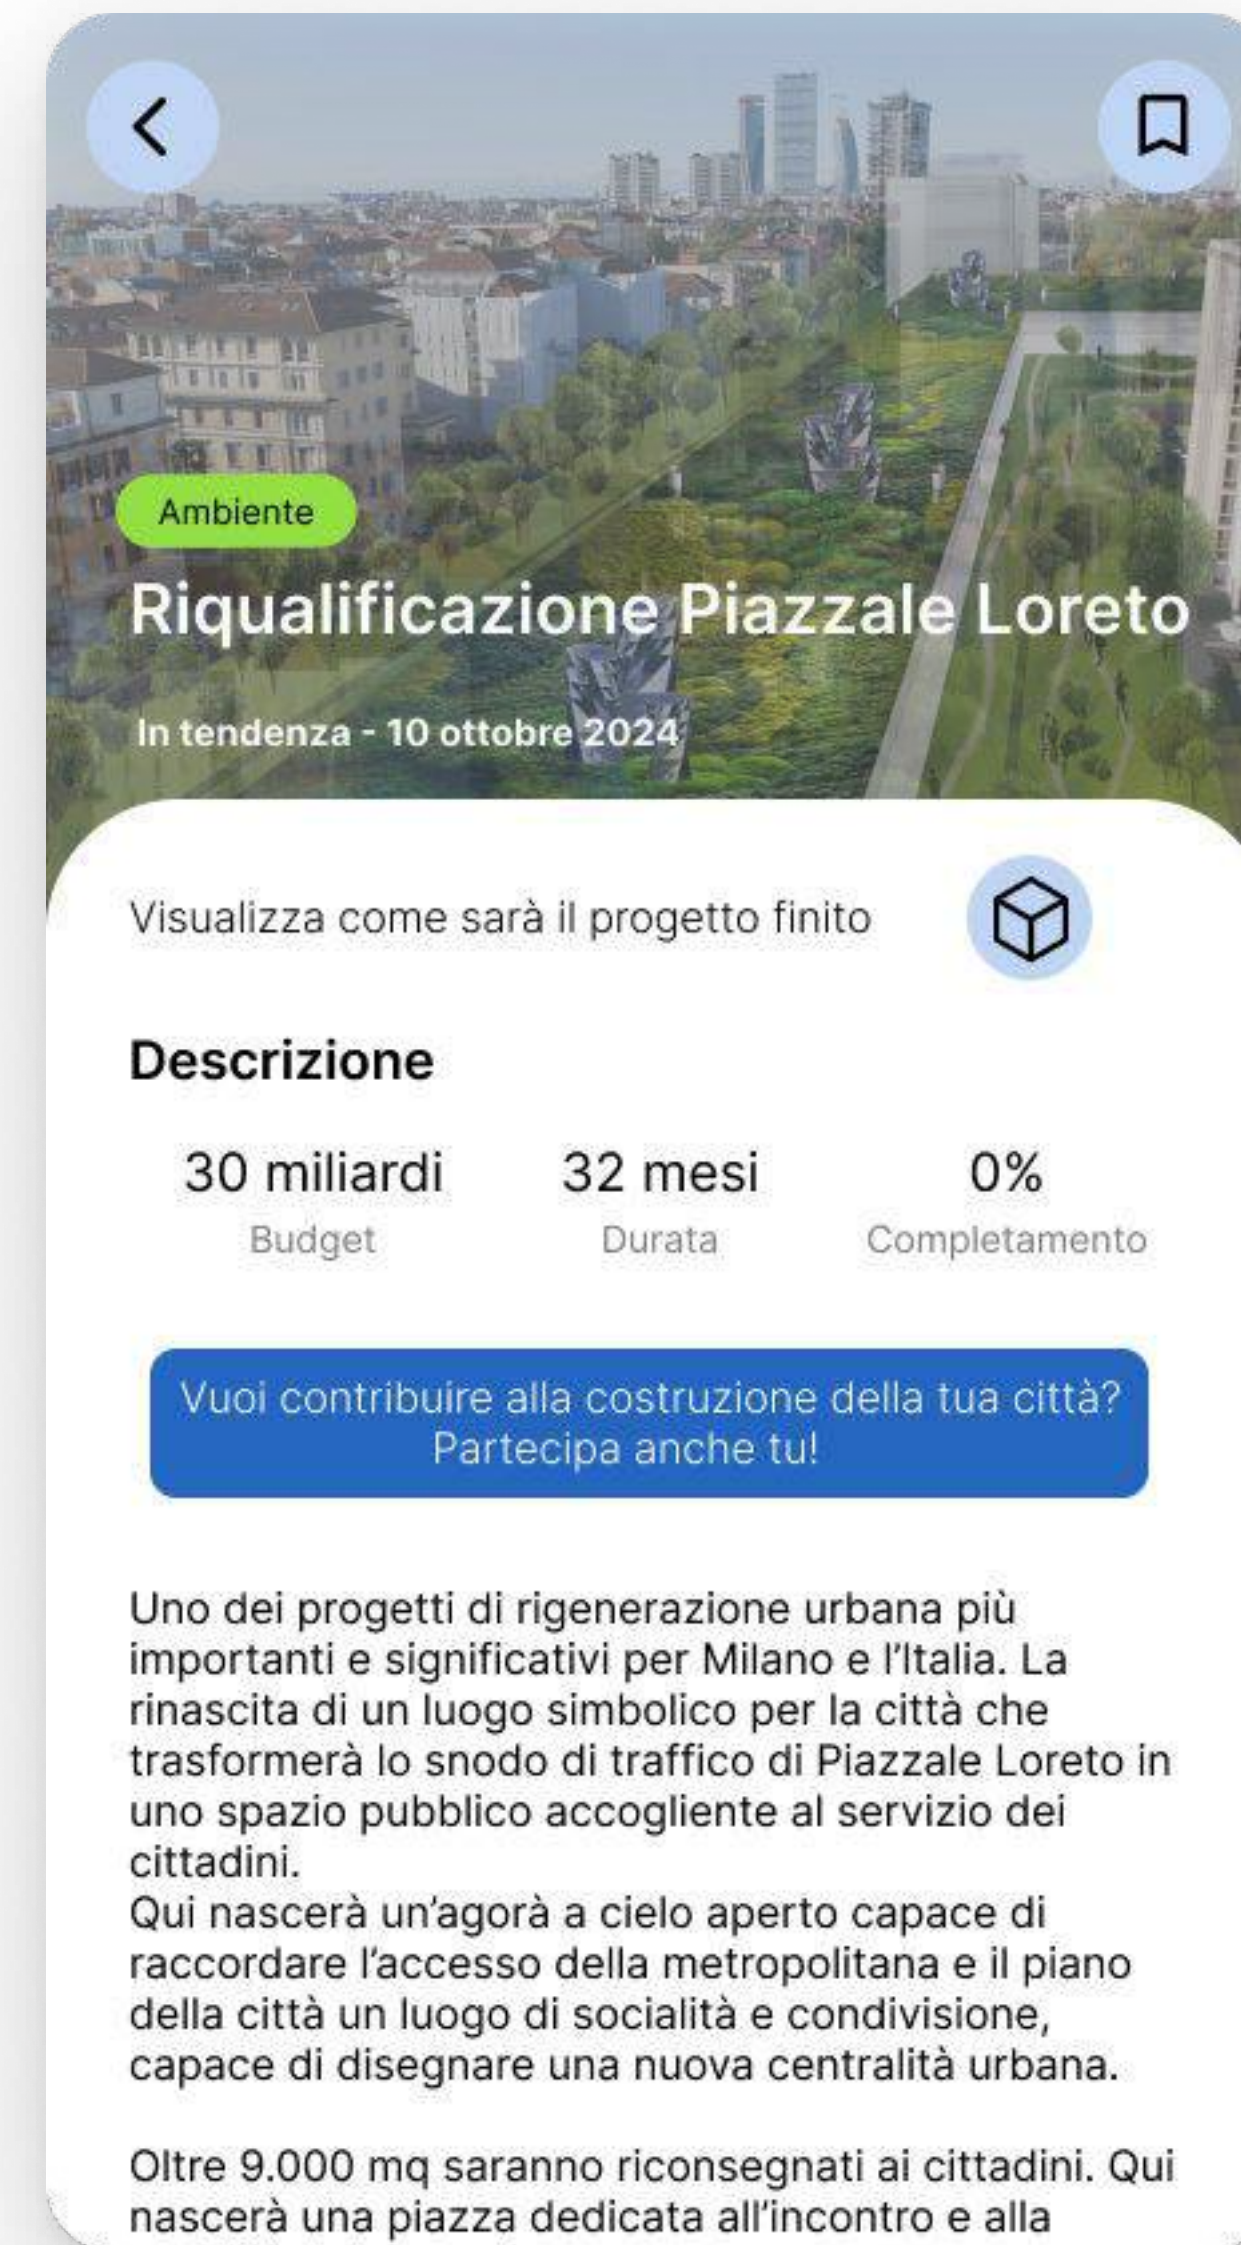 Ambiente
Riqualificazione Piazzale Loreto
In tendenza - 10 ottobre 2024
Visualizza come sarà il progetto finito
Descrizione
30 miliardi
Budget
32 mesi
Durata
0%
Completamento
Vuoi contribuire alla costruzione della tua città?
Partecipa anche tu!
Uno dei progetti di rigenerazione urbana più
importanti e significativi per Milano e l’Italia. La
rinascita di un luogo simbolico per la città che
trasformerà lo snodo di traffico di Piazzale Loreto in
uno spazio pubblico accogliente al servizio dei
cittadini.
Qui nascerà un’agorà a cielo aperto capace di
raccordare l’accesso della metropolitana e il piano
della città un luogo di socialità e condivisione,
capace di disegnare una nuova centralità urbana.
Oltre 9.000 mq saranno riconsegnati ai cittadini. Qui
nascerà una piazza dedicata all’incontro e alla